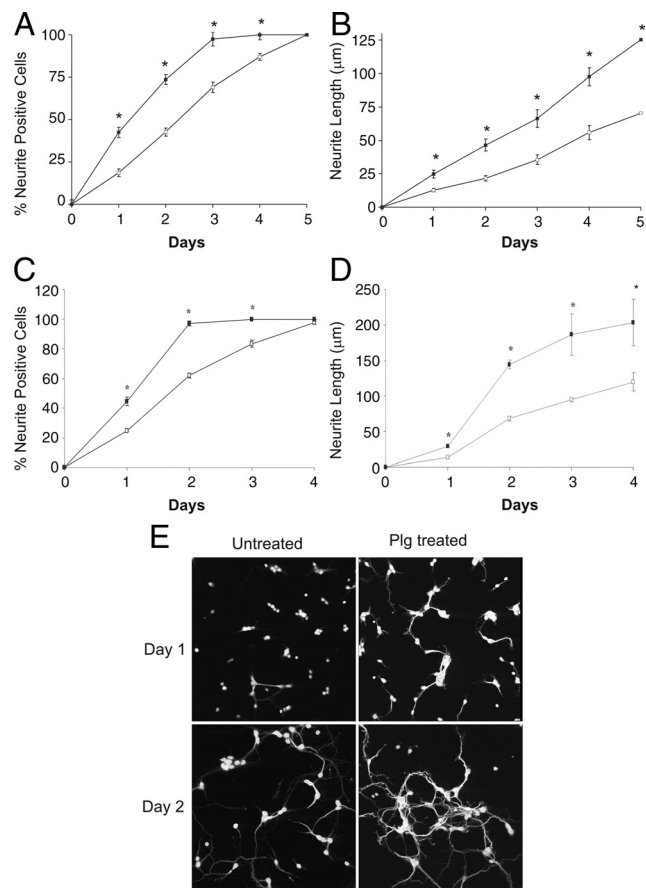 A
% Neurite Positive Cells
100
75
50
25
0
* * * *
0 1 2 3 4 5
Days
B
Neurite Length (μm)
125
100
75
50
25
0
* * * * *
0 1 2 3 4 5
Days
C
% Neurite Positive Cells
120
100
80
60
40
20
0
* * *
0 1 2 3 4
Days
D
Neurite Length (μm)
250
200
150
100
50
0
* * * *
0 1 2 3 4
Days
E
Untreated
Plg treated
Day 1
Day 2